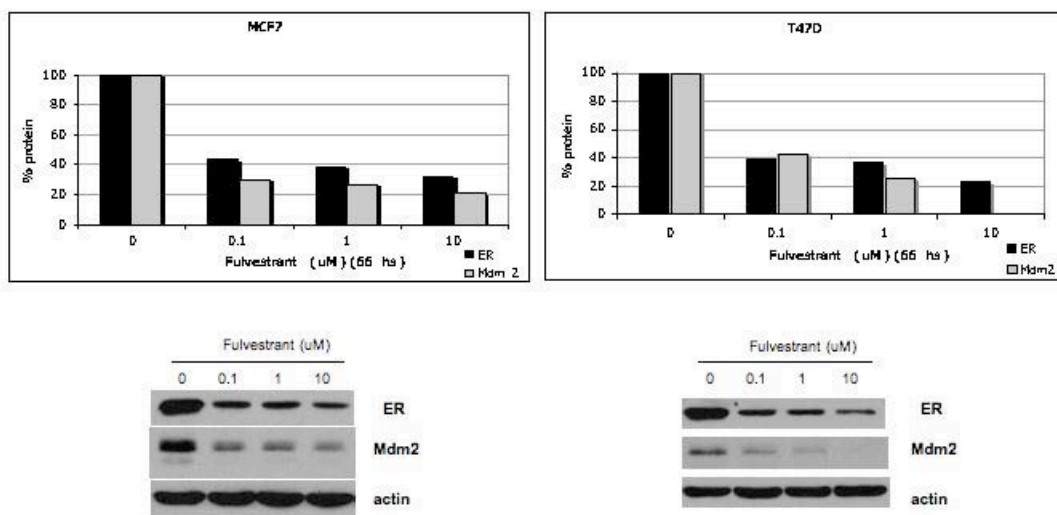 MCF7
100
80
60
40
20
0
% protein
0 0.1 1 10
Fulvestrant (uM) (66 hs)
ER
Mdm 2
T47D
100
80
60
40
20
0
% protein
0 0.1 1 10
Fulvestrant (uM) (66 hs)
ER
Mdm2
Fulvestrant (uM)
0 0.1 1 10
ER
Mdm2
actin
Fulvestrant (uM)
0 0.1 1 10
ER
Mdm2
actin